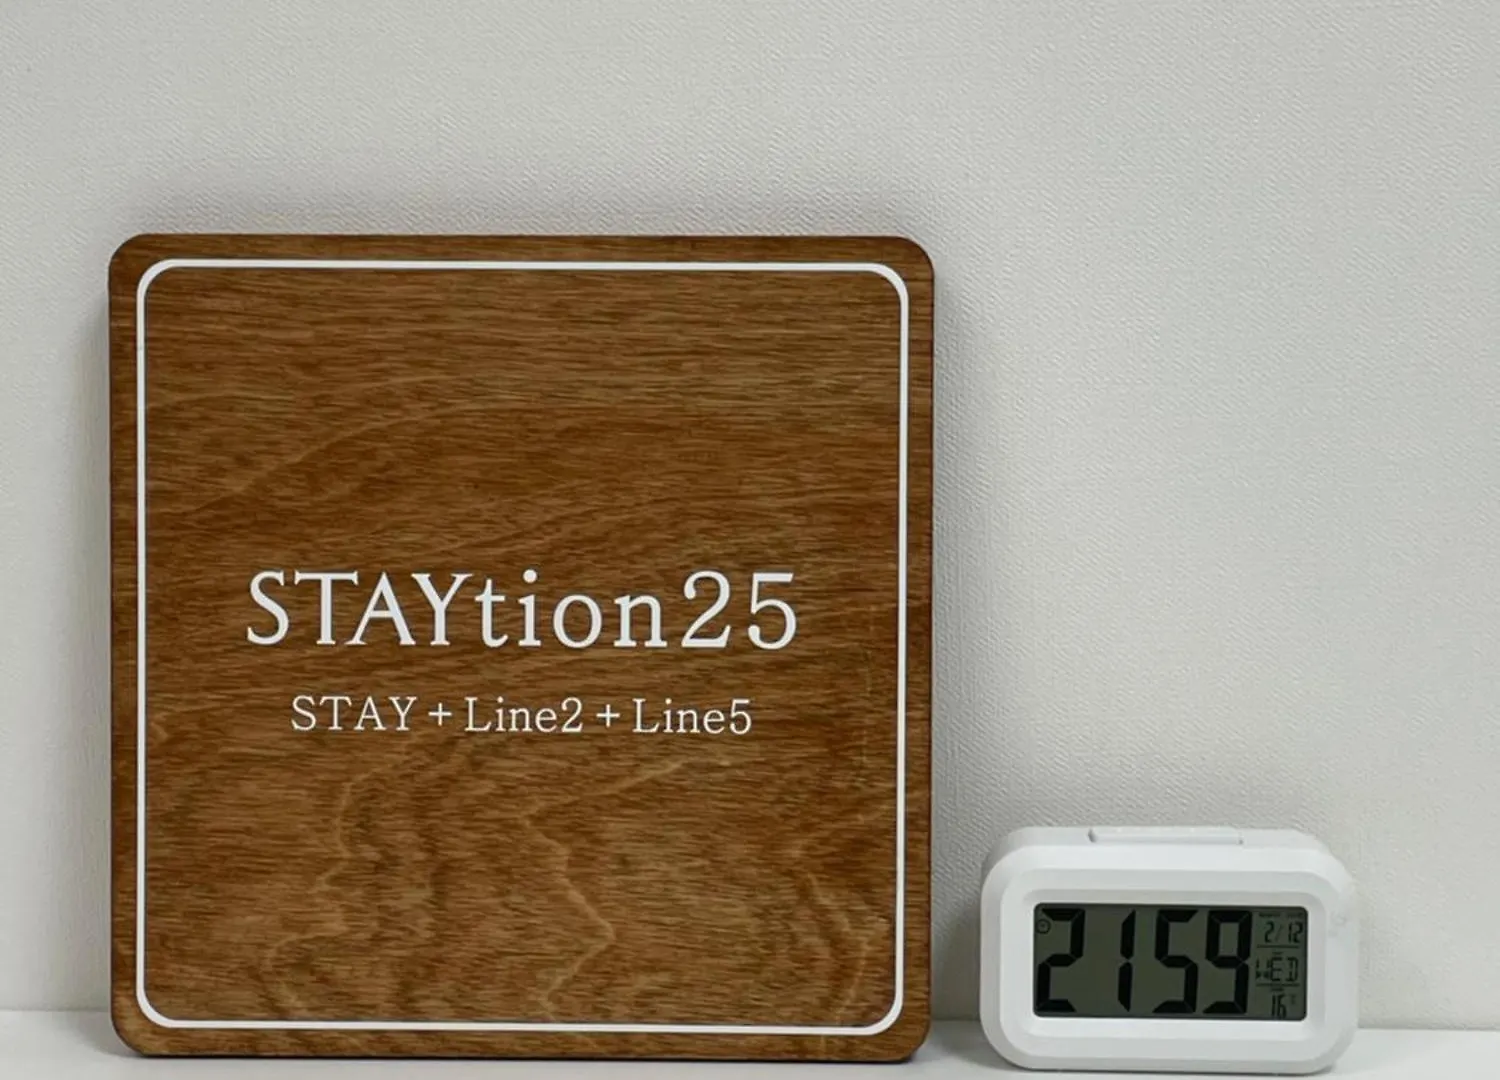 STAYtion25
STAY + Line2 + Line5
2159
2/12
WED
16